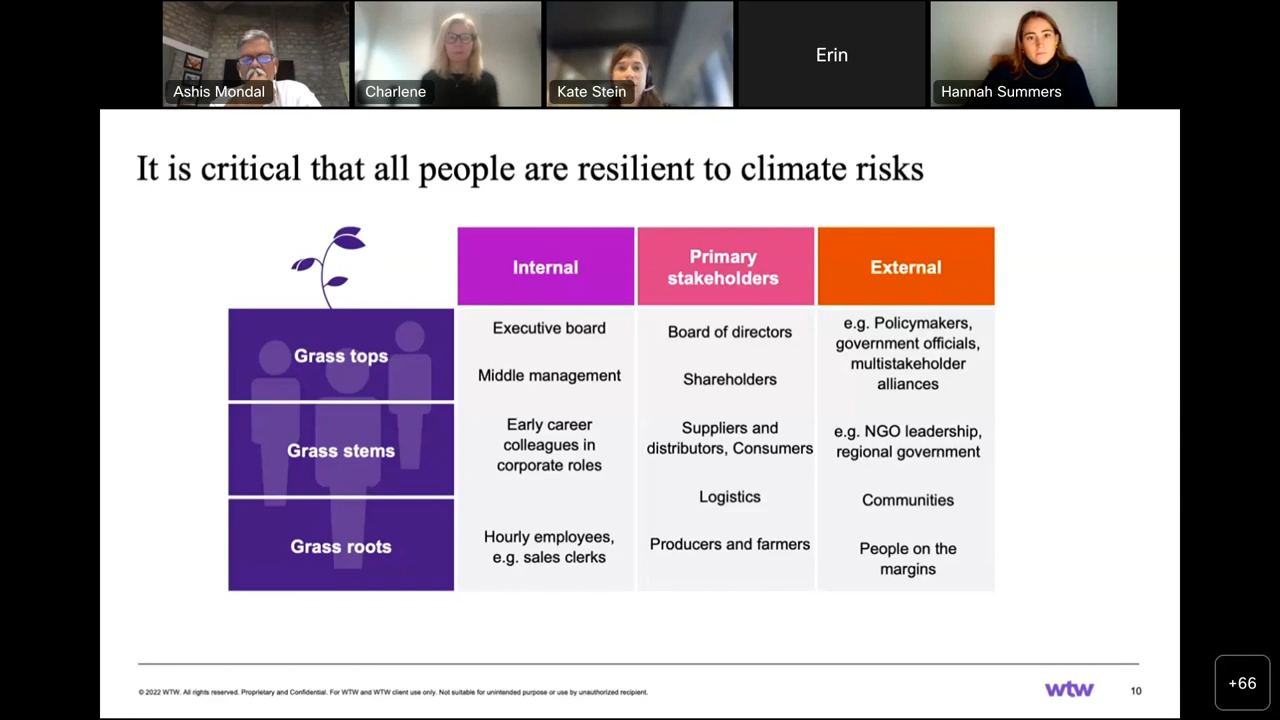 Ashis Mondal
Charlene
Kate Stein
Erin
Hannah Summers
It is critical that all people are resilient to climate risks
Internal
Primary
stakeholders
External
Grass tops
Executive board
Middle management
Board of directors
Shareholders
e.g. Policymakers,
government officials,
multistakeholder
alliances
Grass stems
Early career
colleagues in
corporate roles
Suppliers and
distributors, Consumers
Logistics
e.g. NGO leadership,
regional government
Communities
Grass roots
Hourly employees,
e.g. sales clerks
Producers and farmers
People on the
margins
© 2022 WTW. All rights reserved. Proprietary and Confidential. For WTW and WTW client use only. Not suitable for unintended purpose or use by unauthorized recipient.
wtw
10
+66